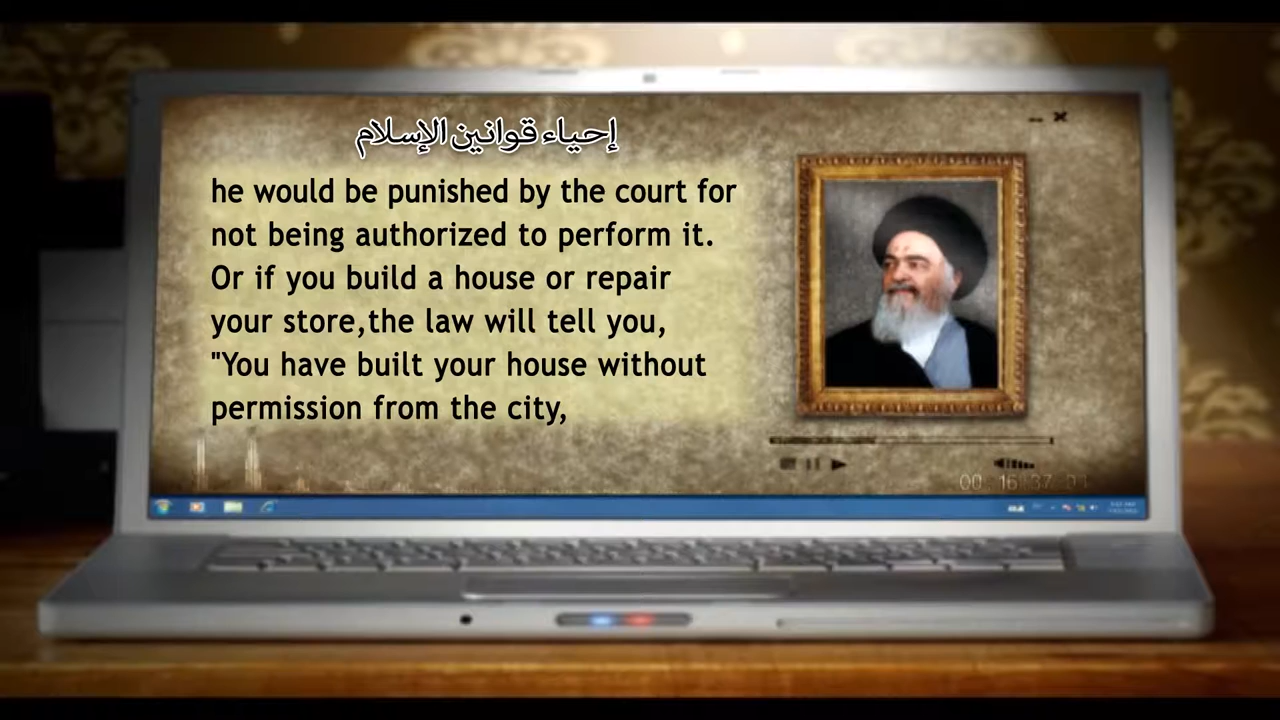 إحياء قوانين الإسلام
he would be punished by the court for
not being authorized to perform it.
Or if you build a house or repair
your store,the law will tell you,
"You have built your house without
permission from the city,